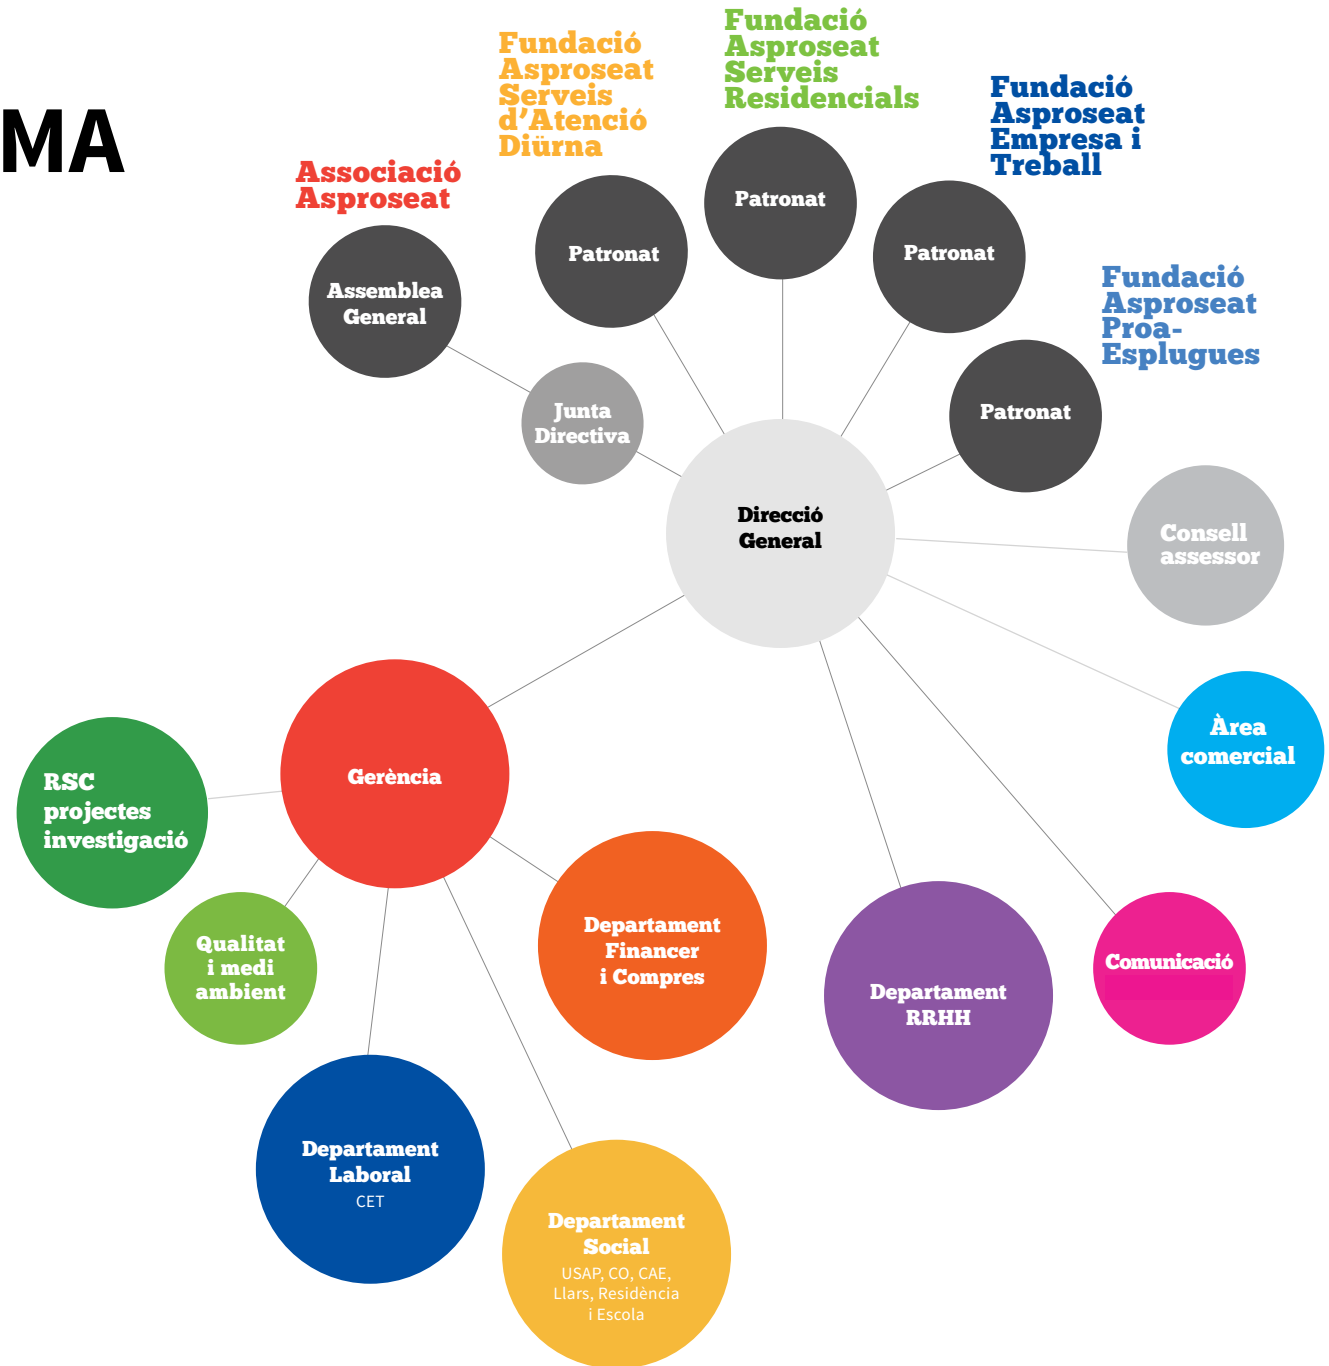 MA
Associació
Asproseat
Fundació
Asproseat
Serveis
d'Atenció
Diürna
Fundació
Asproseat
Serveis
Residencials
Fundació
Asproseat
Empresa i
Treball
Fundació
Asproseat
Proa-
Esplugues
Assemblea
General
Patronat
Patronat
Patronat
Patronat
Junta
Directiva
Direcció
General
Consell
assessor
Àrea
comercial
Gerència
RSC
projectes
investigació
Qualitat
i medi
ambient
Departament
Financer
i Compres
Departament
RRHH
Comunicació
Departament
Laboral
CET
Departament
Social
USAP, CO, CAE,
Llars, Residència
i Escola